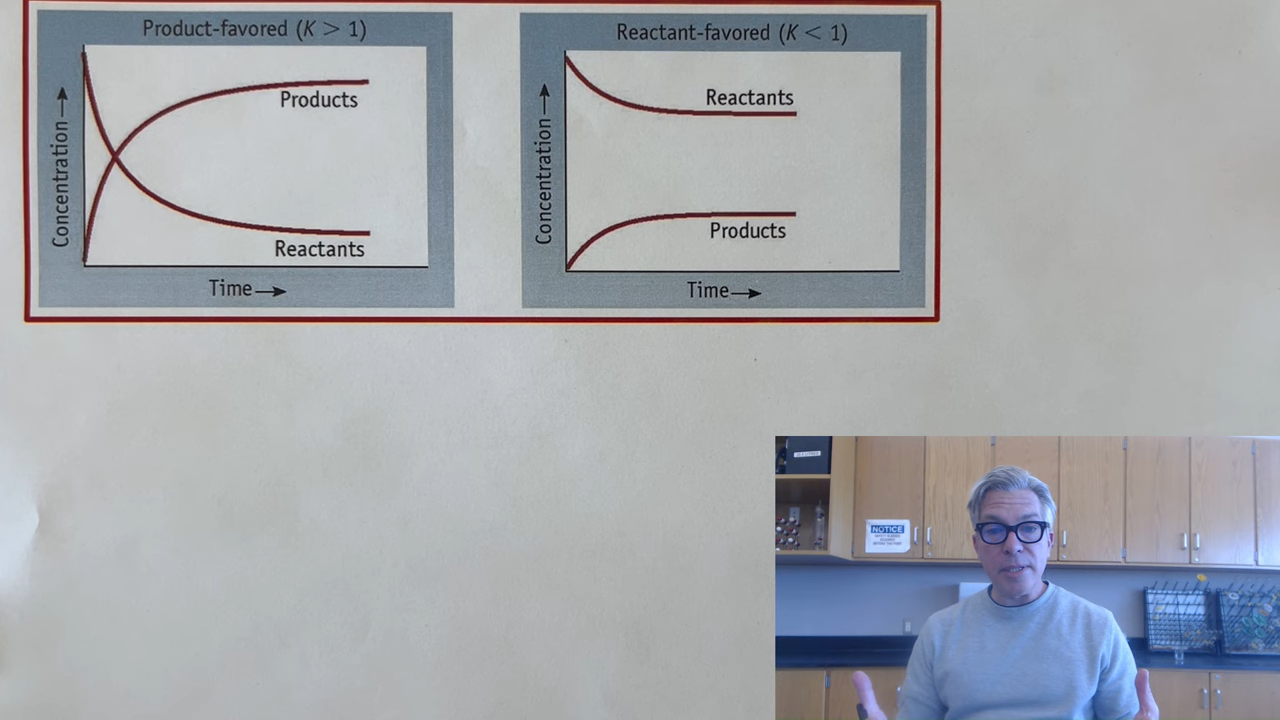 Product-favored (K > 1)
Concentration→
Products
Reactants
Time→
Reactant-favored (K < 1)
Concentration→
Reactants
Products
Time→
NOTICE